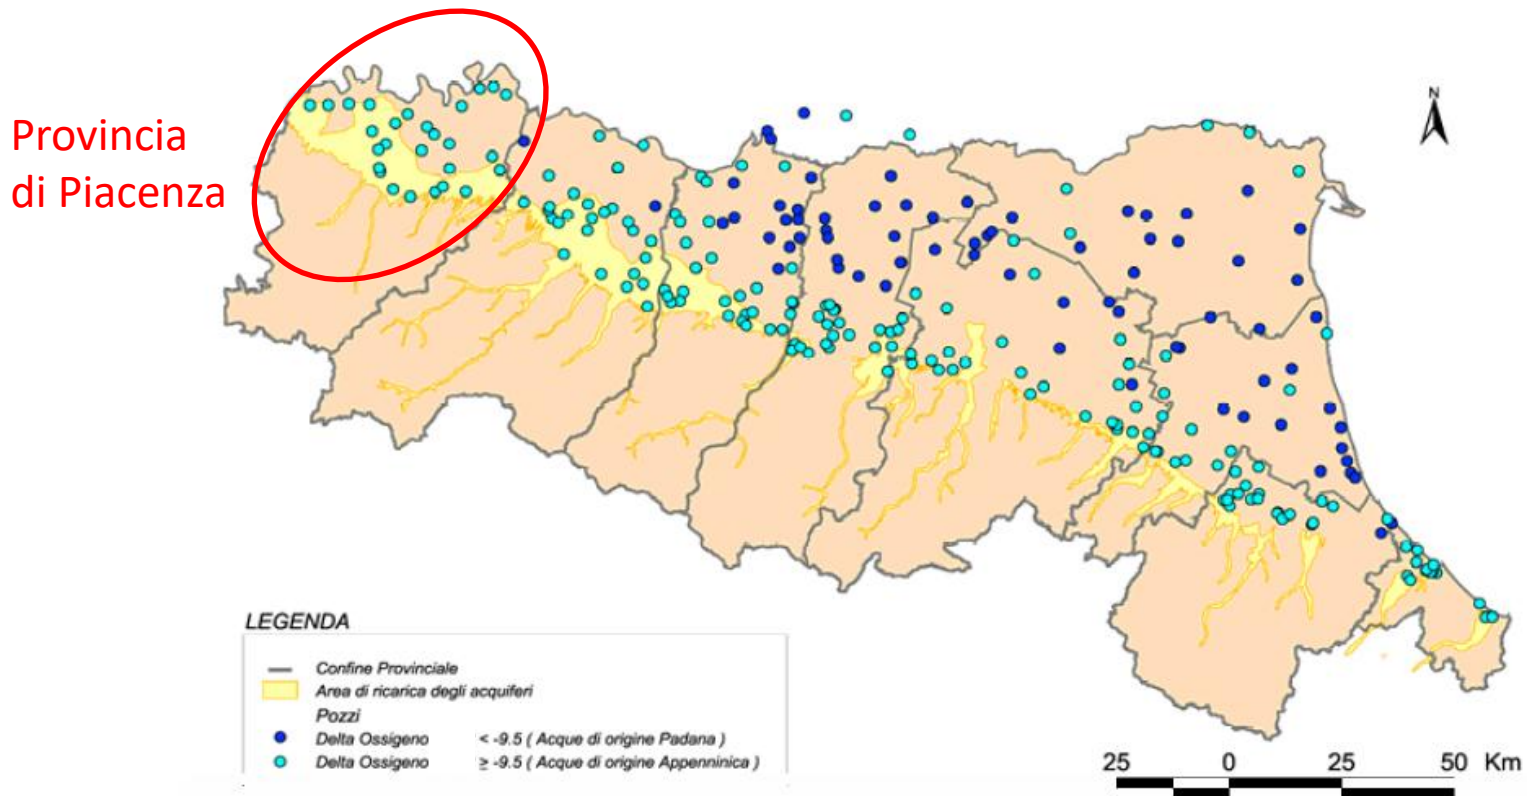 Provincia
di Piacenza
N
LEGENDA
Confine Provinciale
Area di ricarica degli acquiferi
Pozzi
Delta Ossigeno < -9.5 ( Acque di origine Padana )
Delta Ossigeno ≥ -9.5 ( Acque di origine Appenninica )
25 0 25 50 Km